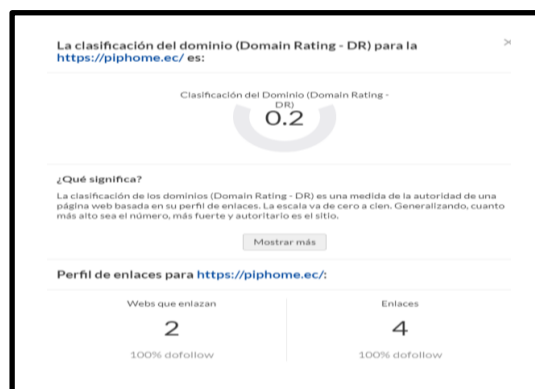 La clasificación del dominio (Domain Rating - DR) para la
https://piphome.ec/ es:
Clasificación del Dominio (Domain Rating -
DR)
0.2
¿Qué significa?
La clasificación de los dominios (Domain Rating - DR) es una medida de la autoridad de una
página web basada en su perfil de enlaces. La escala va de cero a cien. Generalizando, cuanto
más alto sea el número, más fuerte y autoritario es el sitio.
Mostrar más
Perfil de enlaces para https://piphome.ec/:
Webs que enlazan
Enlaces
2
4
100% dofollow
100% dofollow